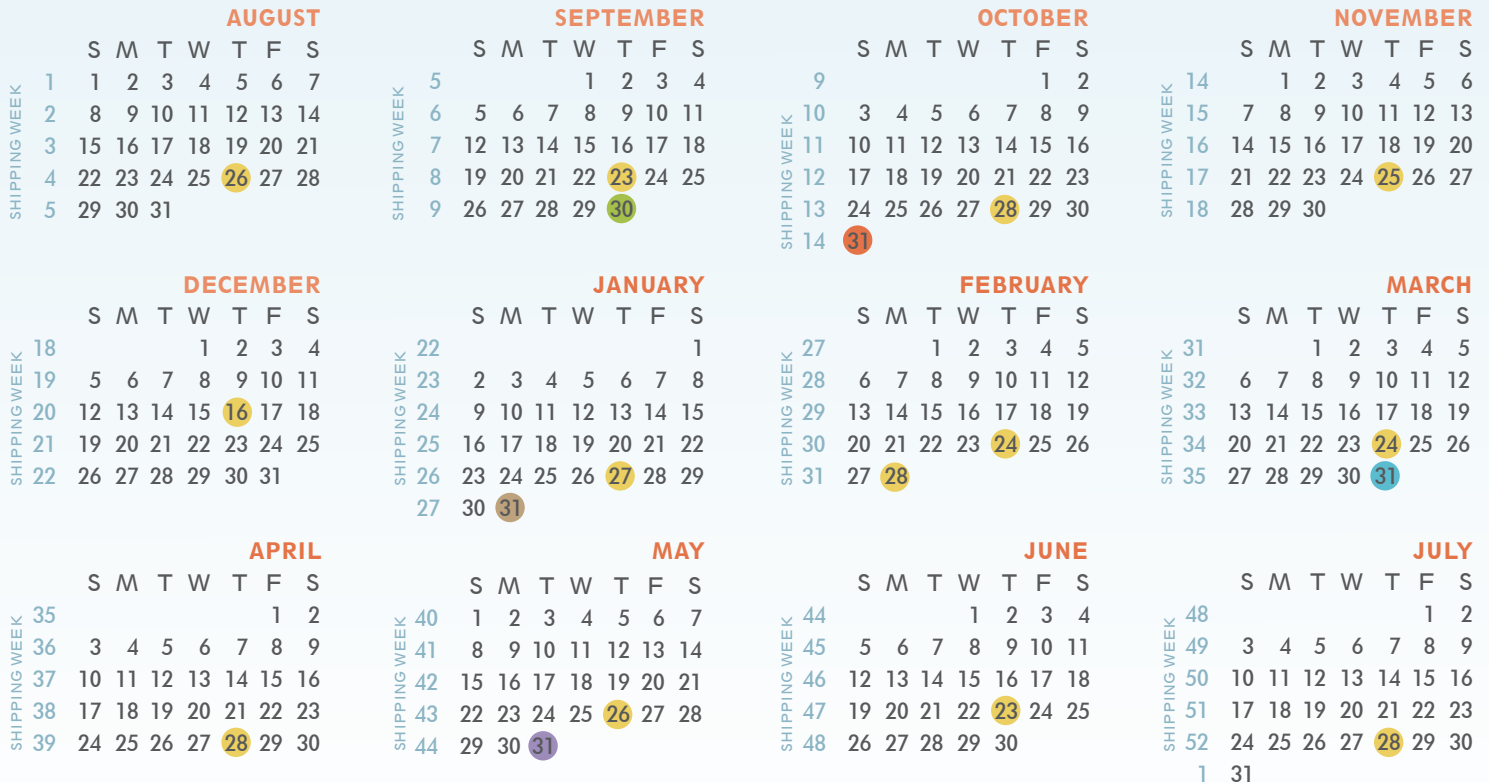 AUGUST
S M T W T F S
SHIPPING WEEK
1 1 2 3 4 5 6 7
2 8 9 10 11 12 13 14
3 15 16 17 18 19 20 21
4 22 23 24 25 26 27 28
5 29 30 31
SEPTEMBER
S M T W T F S
SHIPPING WEEK
5 1 2 3 4
6 5 6 7 8 9 10 11
7 12 13 14 15 16 17 18
8 19 20 21 22 23 24 25
9 26 27 28 29 30
OCTOBER
S M T W T F S
SHIPPING WEEK
9 1 2
10 3 4 5 6 7 8 9
11 10 11 12 13 14 15 16
12 17 18 19 20 21 22 23
13 24 25 26 27 28 29 30
14 31
NOVEMBER
S M T W T F S
SHIPPING WEEK
14 1 2 3 4 5 6
15 7 8 9 10 11 12 13
16 14 15 16 17 18 19 20
17 21 22 23 24 25 26 27
18 28 29 30
DECEMBER
S M T W T F S
SHIPPING WEEK
18 1 2 3 4
19 5 6 7 8 9 10 11
20 12 13 14 15 16 17 18
21 19 20 21 22 23 24 25
22 26 27 28 29 30 31
JANUARY
S M T W T F S
SHIPPING WEEK
22 1
23 2 3 4 5 6 7 8
24 9 10 11 12 13 14 15
25 16 17 18 19 20 21 22
26 23 24 25 26 27 28 29
27 30 31
FEBRUARY
S M T W T F S
SHIPPING WEEK
27 1 2 3 4 5
28 6 7 8 9 10 11 12
29 13 14 15 16 17 18 19
30 20 21 22 23 24 25 26
31 27 28
MARCH
S M T W T F S
SHIPPING WEEK
31 1 2 3 4 5
32 6 7 8 9 10 11 12
33 13 14 15 16 17 18 19
34 20 21 22 23 24 25 26
35 27 28 29 30 31
APRIL
S M T W T F S
SHIPPING WEEK
35 1 2
36 3 4 5 6 7 8 9
37 10 11 12 13 14 15 16
38 17 18 19 20 21 22 23
39 24 25 26 27 28 29 30
MAY
S M T W T F S
SHIPPING WEEK
40 1 2 3 4 5 6 7
41 8 9 10 11 12 13 14
42 15 16 17 18 19 20 21
43 22 23 24 25 26 27 28
44 29 30 31
JUNE
S M T W T F S
SHIPPING WEEK
44 1 2 3 4
45 5 6 7 8 9 10 11
46 12 13 14 15 16 17 18
47 19 20 21 22 23 24 25
48 26 27 28 29 30
JULY
S M T W T F S
SHIPPING WEEK
48 1 2
49 3 4 5 6 7 8 9
50 10 11 12 13 14 15 16
51 17 18 19 20 21 22 23
52 24 25 26 27 28 29 30
1 31